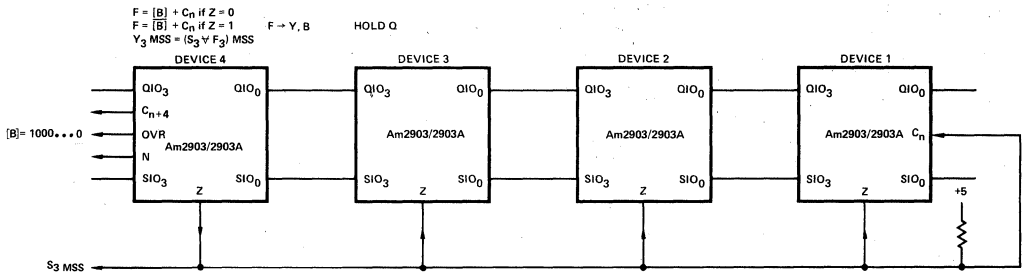 F = [B] + Cn if Z = 0
F = [B̅] + Cn if Z = 1 F → Y, B HOLD Q
Y3 MSS = (S3 ∀ F3) MSS
DEVICE 4 DEVICE 3 DEVICE 2 DEVICE 1
QIO3 QIO0 QIO3 QIO0 QIO3 QIO0 QIO3 QIO0
Cn+4
[B]= 1000•••0 OVR Am2903/2903A Am2903/2903A Am2903/2903A Cn
N Am2903/2903A
SIO3 SIO0 SIO3 SIO0 SIO3 SIO0 SIO3 SIO0
Z Z Z Z +5
S3 MSS